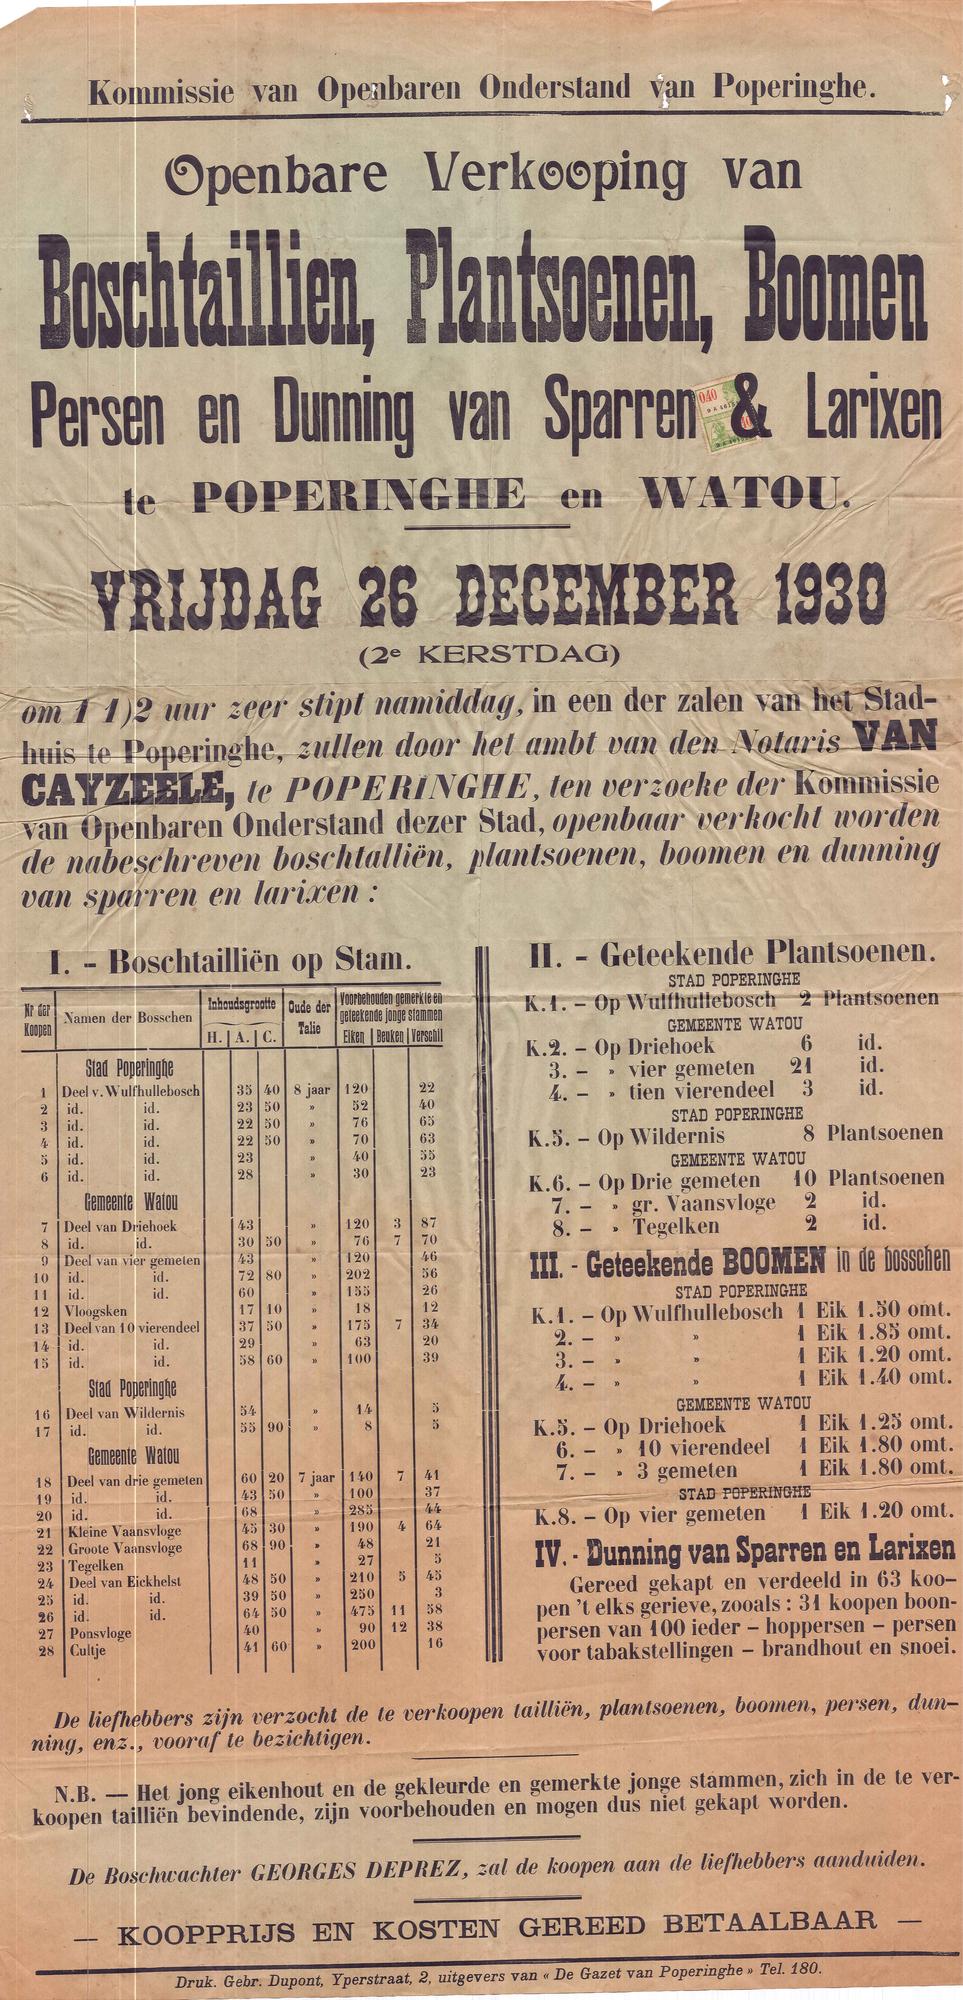 Kommissie van Openbaren Onderstand van Poperinghe.
Openbare Verkooping van
Boschtaillien, Plantsoenen, Boomen
Persen en Dunning van Sparren & Larixen
te POPERINGHE en WATOU.
VRIJDAG 26 DECEMBER 1930
(2e KERSTDAG)
om 1 1)2 uur zeer stipt namiddag, in een der zalen van het Stad-
huis te Poperinghe, zullen door het ambt van den Notaris VAN
CAYZEELE, te POPERINGHE, ten verzoeke der Kommissie
van Openbaren Onderstand dezer Stad, openbaar verkocht worden
de nabeschreven boschtalliën, plantsoenen, boomen en dunning
van sparren en larixen :
I. - Boschtailliën op Stam.
Nr der Koopen | Namen der Bosschen | Inhoudsgrootte H. | A. | C. | Oude der Talie | Voorbehouden gemerkte en geteekende jonge stammen Eiken | Beuken | Verschil
Stad Poperinghe
1 Deel v. Wulfhullebosch 35 40 8 jaar 120 22
2 id. id. 23 50 » 52 40
3 id. id. 22 50 » 76 65
4 id. id. 22 50 » 70 63
5 id. id. 23 » 40 55
6 id. id. 28 » 30 23
Gemeente Watou
7 Deel van Driehoek 43 » 120 3 87
8 id. id. 30 50 » 76 7 70
9 Deel van vier gemeten 43 » 120 46
10 id. id. 72 80 » 202 56
11 id. id. 60 » 155 26
12 Vloogsken 17 10 » 18 12
13 Deel van 10 vierendeel 37 50 » 175 7 34
14 id. id. 29 » 63 20
15 id. id. 58 60 » 100 39
Stad Poperinghe
16 Deel van Wildernis 54 » 14 5
17 id. id. 55 90 » 8 5
Gemeente Watou
18 Deel van drie gemeten 60 20 7 jaar 140 7 41
19 id. id. 43 50 » 100 37
20 id. id. 68 » 285 44
21 Kleine Vaansvloge 45 30 » 190 4 64
22 Groote Vaansvloge 68 90 » 48 21
23 Tegelken 11 » 27 5
24 Deel van Eickhelst 48 50 » 210 5 45
25 id. id. 39 50 » 250 3
26 id. id. 64 50 » 475 11 58
27 Ponsvloge 40 » 90 12 38
28 Cultje 41 60 » 200 16
II. - Geteekende Plantsoenen.
STAD POPERINGHE
K.1. – Op Wulfhullebosch 2 Plantsoenen
GEMEENTE WATOU
K.2. – Op Driehoek 6 id.
3. – » vier gemeten 21 id.
4. – » tien vierendeel 3 id.
STAD POPERINGHE
K.5. – Op Wildernis 8 Plantsoenen
GEMEENTE WATOU
K.6. – Op Drie gemeten 10 Plantsoenen
7. – » gr. Vaansvloge 2 id.
8. – » Tegelken 2 id.
III. - Geteekende BOOMEN in de bosschen
STAD POPERINGHE
K.1. – Op Wulfhullebosch 1 Eik 1.50 omt.
2. – » » 1 Eik 1.85 omt.
3. – » » 1 Eik 1.20 omt.
4. – » » 1 Eik 1.40 omt.
GEMEENTE WATOU
K.5. – Op Driehoek 1 Eik 1.25 omt.
6. – » 10 vierendeel 1 Eik 1.80 omt.
7. – » 3 gemeten 1 Eik 1.80 omt.
STAD POPERINGHE
K.8. – Op vier gemeten 1 Eik 1.20 omt.
IV. - Dunning van Sparren en Larixen
Gereed gekapt en verdeeld in 63 koo-
pen 't elks gerieve, zooals : 31 koopen boon-
persen van 100 ieder – hoppersen – persen
voor tabakstellingen – brandhout en snoei.
De liefhebbers zijn verzocht de te verkoopen tailliën, plantsoenen, boomen, persen, dun-
ning, enz., vooraf te bezichtigen.
N.B. — Het jong eikenhout en de gekleurde en gemerkte jonge stammen, zich in de te ver-
koopen tailliën bevindende, zijn voorbehouden en mogen dus niet gekapt worden.
De Boschwachter GEORGES DEPREZ, zal de koopen aan de liefhebbers aanduiden.
— KOOPPRIJS EN KOSTEN GEREED BETAALBAAR —
Druk. Gebr. Dupont, Yperstraat, 2, uitgevers van « De Gazet van Poperinghe » Tel. 180.